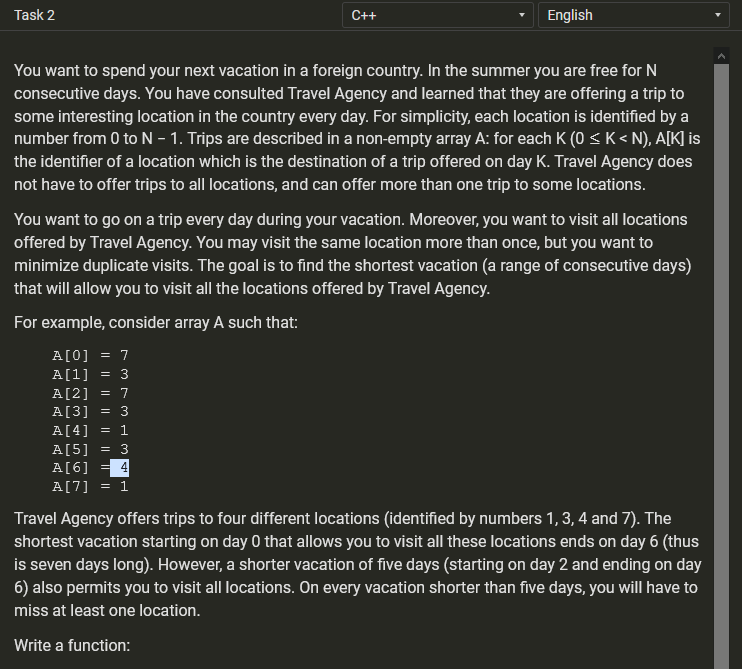 Task 2
C++
English
You want to spend your next vacation in a foreign country. In the summer you are free for N
consecutive days. You have consulted Travel Agency and learned that they are offering a trip to
some interesting location in the country every day. For simplicity, each location is identified by a
number from 0 to N − 1. Trips are described in a non-empty array A: for each K (0 ≤ K < N), A[K] is
the identifier of a location which is the destination of a trip offered on day K. Travel Agency does
not have to offer trips to all locations, and can offer more than one trip to some locations.
You want to go on a trip every day during your vacation. Moreover, you want to visit all locations
offered by Travel Agency. You may visit the same location more than once, but you want to
minimize duplicate visits. The goal is to find the shortest vacation (a range of consecutive days)
that will allow you to visit all the locations offered by Travel Agency.
For example, consider array A such that:
A[0] = 7
A[1] = 3
A[2] = 7
A[3] = 3
A[4] = 1
A[5] = 3
A[6] = 4
A[7] = 1
Travel Agency offers trips to four different locations (identified by numbers 1, 3, 4 and 7). The
shortest vacation starting on day 0 that allows you to visit all these locations ends on day 6 (thus
is seven days long). However, a shorter vacation of five days (starting on day 2 and ending on day
6) also permits you to visit all locations. On every vacation shorter than five days, you will have to
miss at least one location.
Write a function: